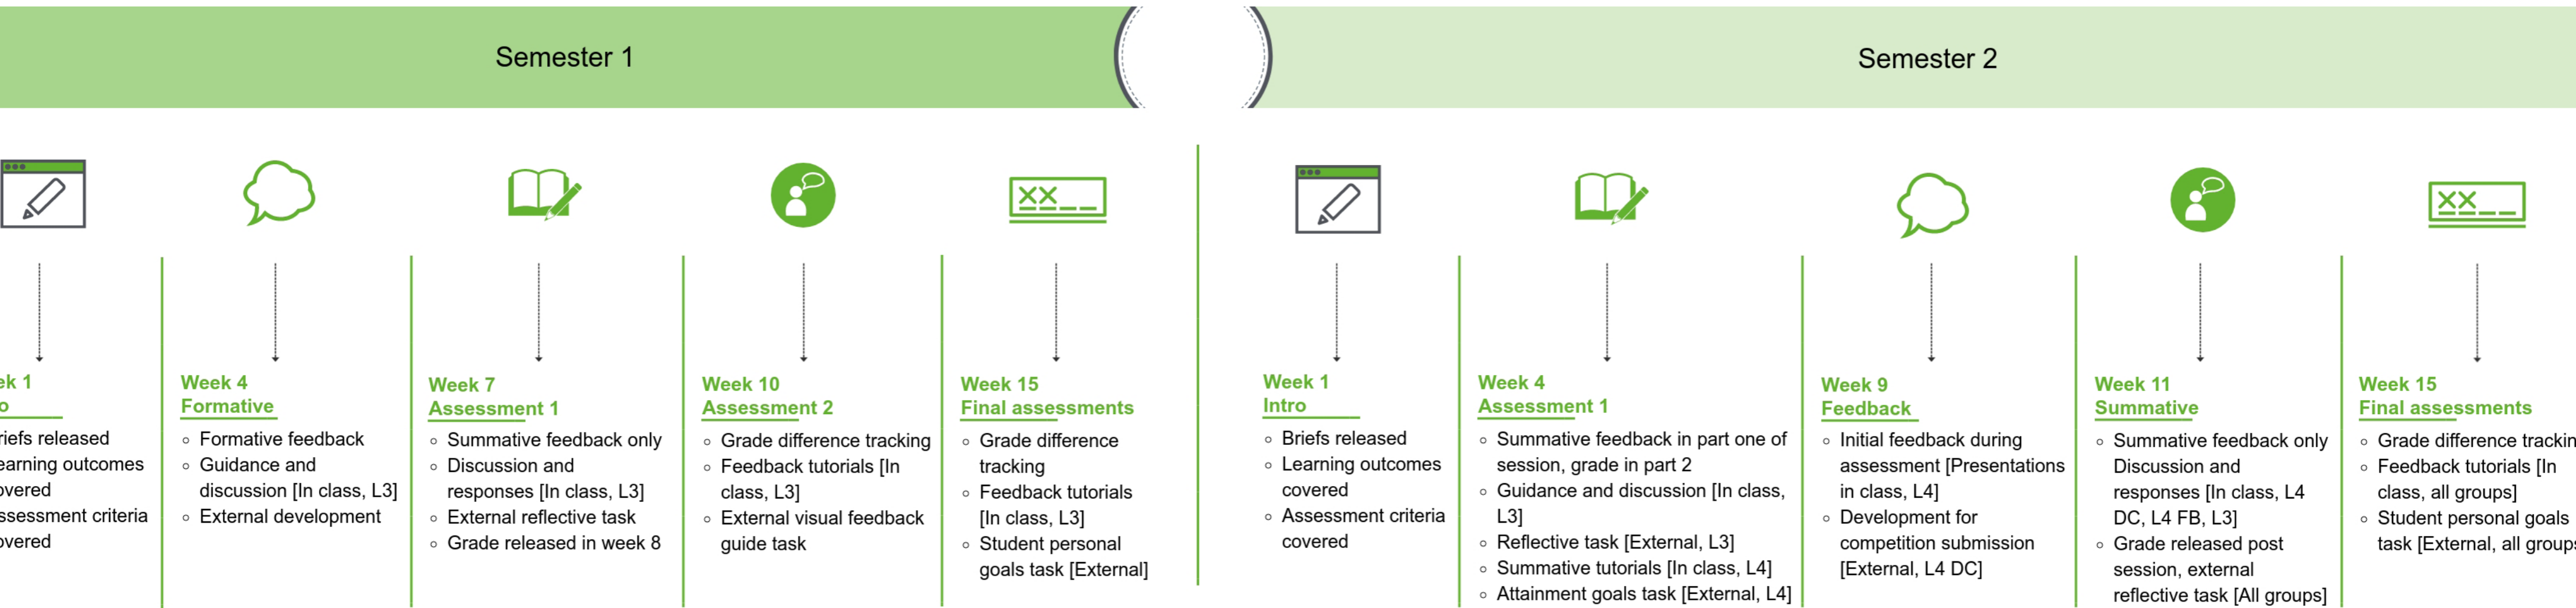 Semester 1
Semester 2
ek 1
o
riefs released
earning outcomes
overed
ssessment criteria
overed
Week 4
Formative
Formative feedback
Guidance and
discussion [In class, L3]
External development
Week 7
Assessment 1
Summative feedback only
Discussion and
responses [In class, L3]
External reflective task
Grade released in week 8
Week 10
Assessment 2
Grade difference tracking
Feedback tutorials [In
class, L3]
External visual feedback
guide task
Week 15
Final assessments
Grade difference
tracking
Feedback tutorials
[In class, L3]
Student personal
goals task [External]
Week 1
Intro
Briefs released
Learning outcomes
covered
Assessment criteria
covered
Week 4
Assessment 1
Summative feedback in part one of
session, grade in part 2
Guidance and discussion [In class,
L3]
Reflective task [External, L3]
Summative tutorials [In class, L4]
Attainment goals task [External, L4]
Week 9
Feedback
Initial feedback during
assessment [Presentations
in class, L4]
Development for
competition submission
[External, L4 DC]
Week 11
Summative
Summative feedback only
Discussion and
responses [In class, L4
DC, L4 FB, L3]
Grade released post
session, external
reflective task [All groups]
Week 15
Final assessments
Grade difference trackin
Feedback tutorials [In
class, all groups]
Student personal goals
task [External, all group
XX
XX